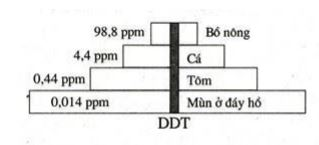 98,8 ppm Bồ nông
4,4 ppm Cá
0,44 ppm Tôm
0,014 ppm Mùn ở đáy hồ
DDT